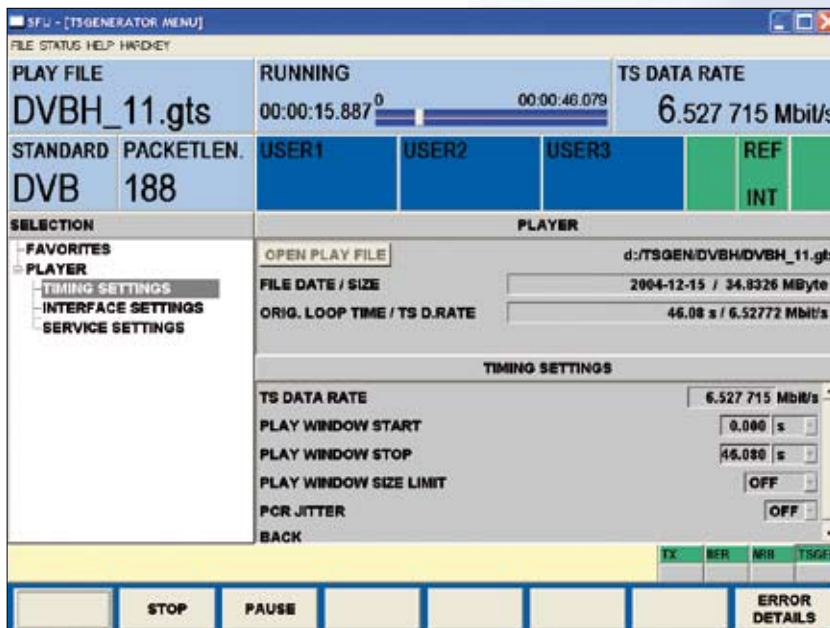 SFU - [TSGENERATOR MENU]
FILE STATUS HELP HARDKEY
PLAY FILE RUNNING TS DATA RATE
DVBH_11.gts 00:00:15.887 0 00:00:46.079 6.527 715 Mbit/s
STANDARD PACKETLEN. USER1 USER2 USER3 REF
DVB 188 INT
SELECTION PLAYER
FAVORITES
PLAYER
TIMING SETTINGS
INTERFACE SETTINGS
SERVICE SETTINGS
OPEN PLAY FILE d:/TSGEN/DVBH/DVBH_11.gts
FILE DATE / SIZE 2004-12-15 / 34.8326 MByte
ORIG. LOOP TIME / TS D.RATE 46.08 s / 6.52772 Mbit/s
TIMING SETTINGS
TS DATA RATE 6.527 715 Mbit/s
PLAY WINDOW START 0.000 s
PLAY WINDOW STOP 46.080 s
PLAY WINDOW SIZE LIMIT OFF
PCR JITTER OFF
BACK
TX BER ARB TSGE
STOP PAUSE ERROR
DETAILS